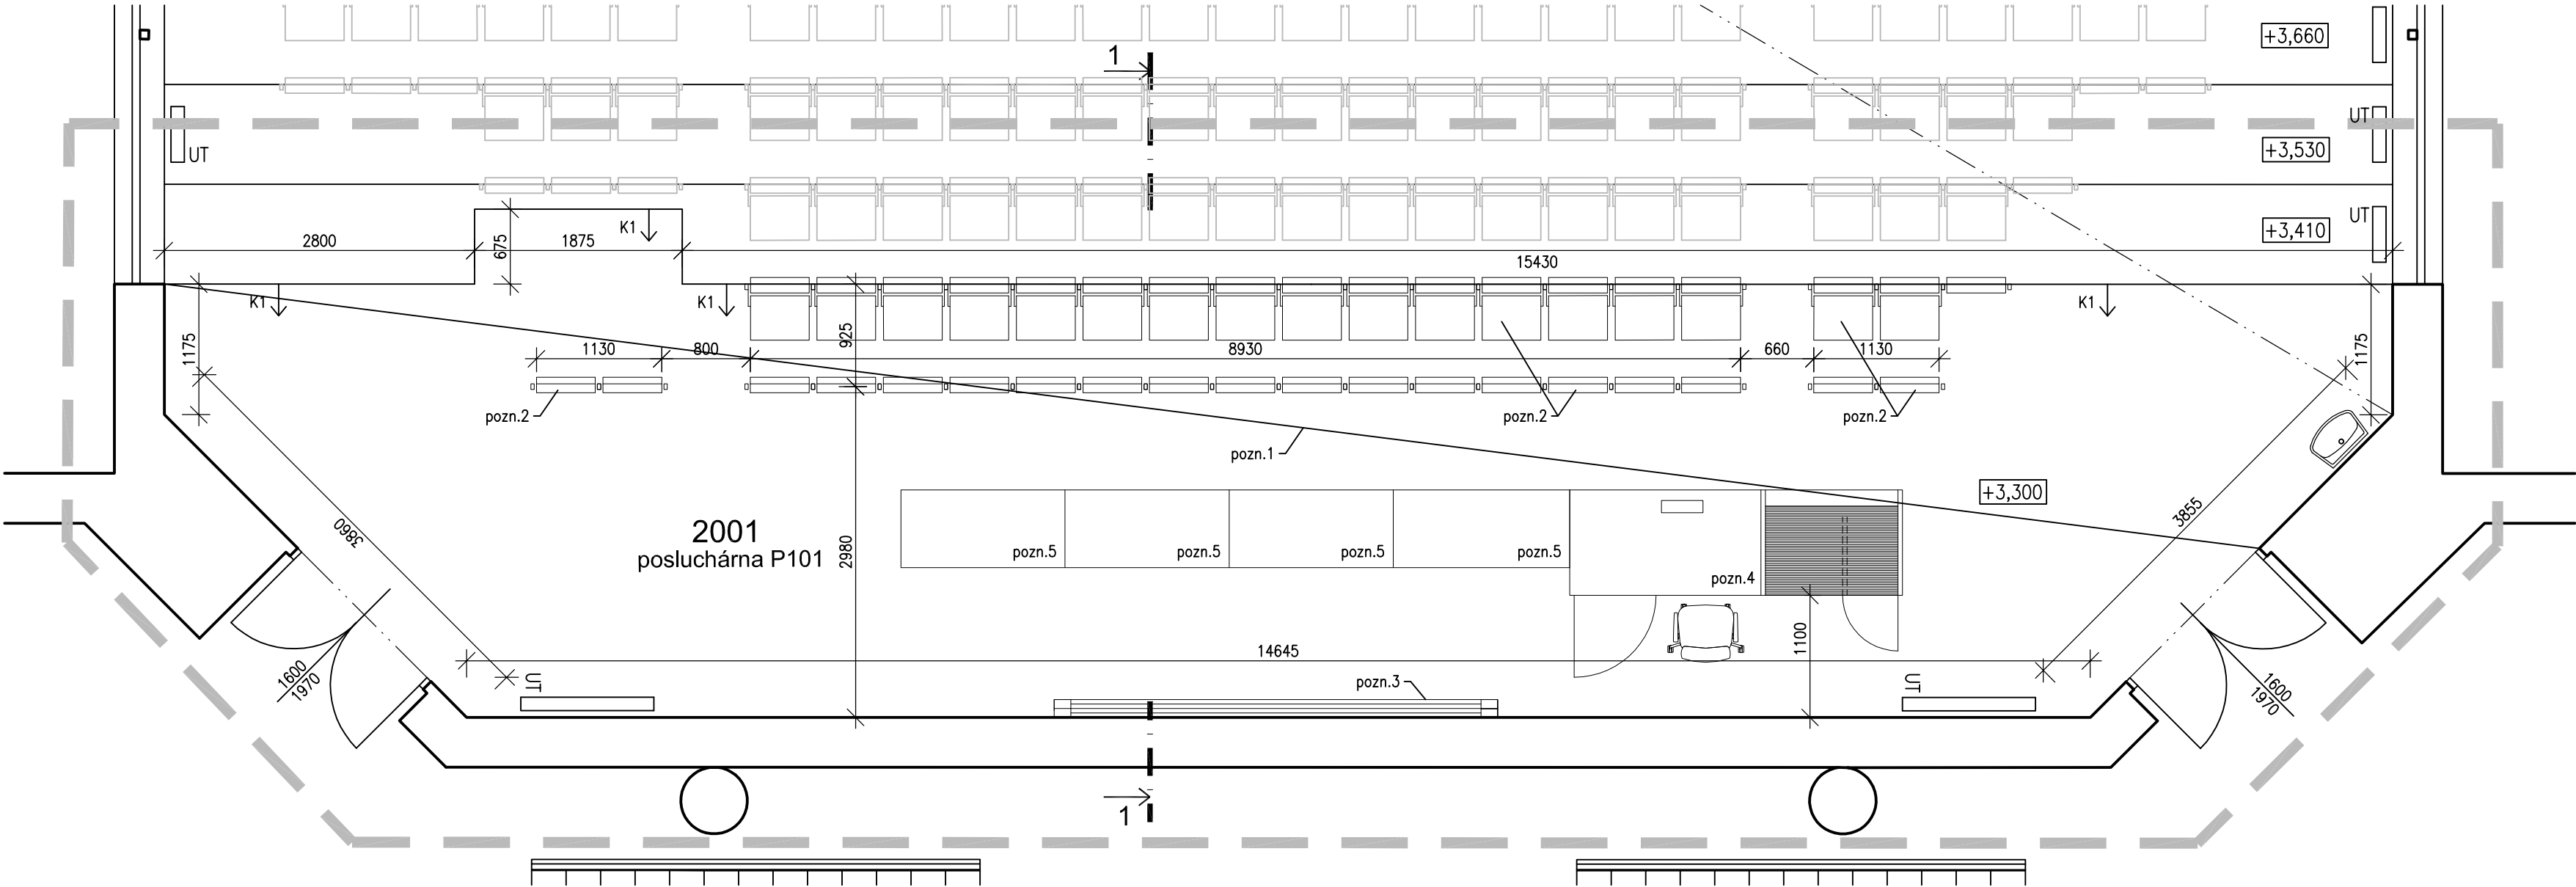 1
+3,660
UT
UT
+3,530
UT
+3,410
K1
2800
675
1875
15430
K1
K1
K1
1175
925
1175
1130
800
8930
660
1130
pozn.2
pozn.2
pozn.2
pozn.1
+3,300
3860
3855
2001
posluchárna P101
2980
pozn.5
pozn.5
pozn.5
pozn.5
pozn.4
1100
14645
1600
1970
UT
pozn.3
UT
1600
1970
1